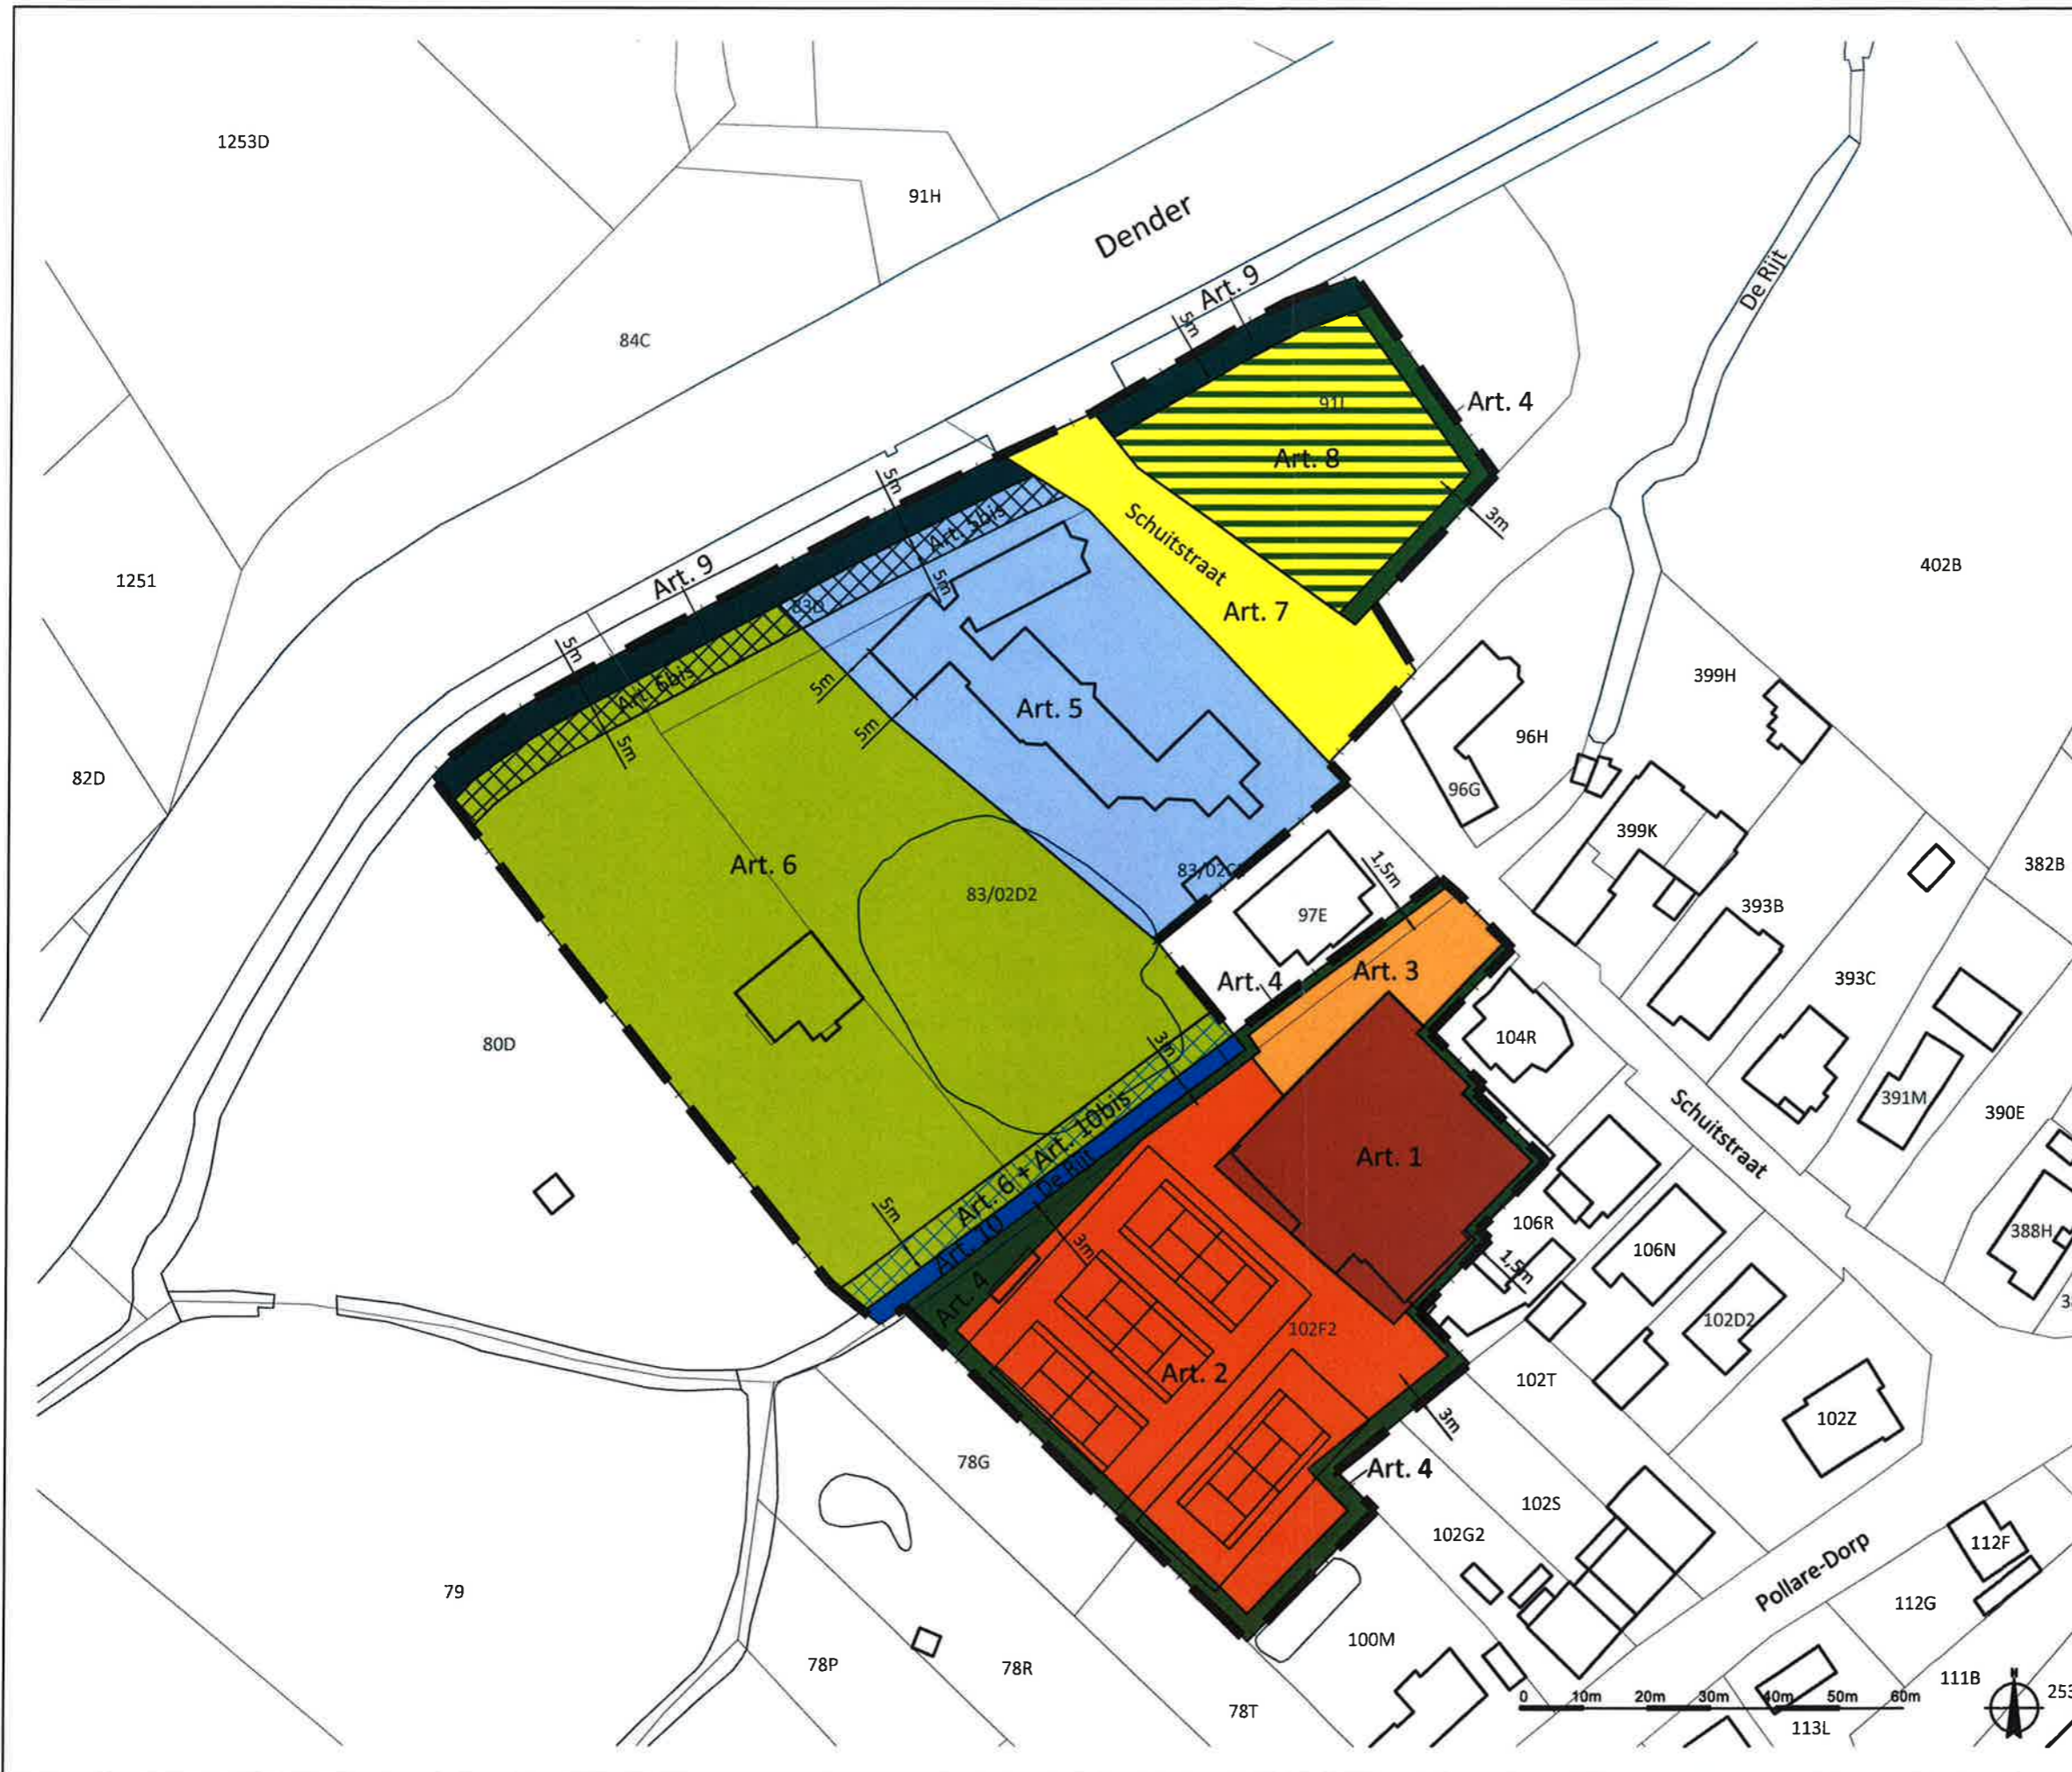 1253D
91H
Dender
84C
Art. 9
5m
De Rijt
91L
Art. 4
Art. 8
3m
Schuitstraat
Art. 7
5m
Art. 5bis
5m
Art. 9
83D
1251
402B
5m
Art. 6bis
5m
5m
5m
Art. 5
399H
96H
96G
82D
399K
382B
Art. 6
83/02D2
1,5m
97E
393B
393C
Art. 3
Art. 4
104R
80D
3m
Schuitstraat
391M
390E
Art. 6 + Art. 10bis
De Rijt
Art. 1
5m
Art. 10
3m
106R
106N
1,5m
388H
Art. 4
102F2
102D2
Art. 2
102T
102Z
3m
78G
Art. 4
102S
102G2
112F
Pollare-Dorp
79
112G
100M
78P
78R
111B
78T
0 10m 20m 30m 40m 50m 60m
N
113L